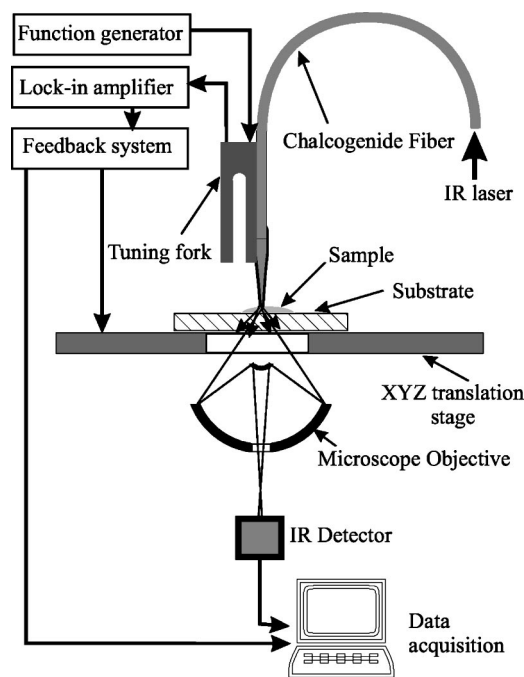 Function generator
Lock-in amplifier
Feedback system
Chalcogenide Fiber
IR laser
Tuning fork
Sample
Substrate
XYZ translation
stage
Microscope Objective
IR Detector
Data
acquisition